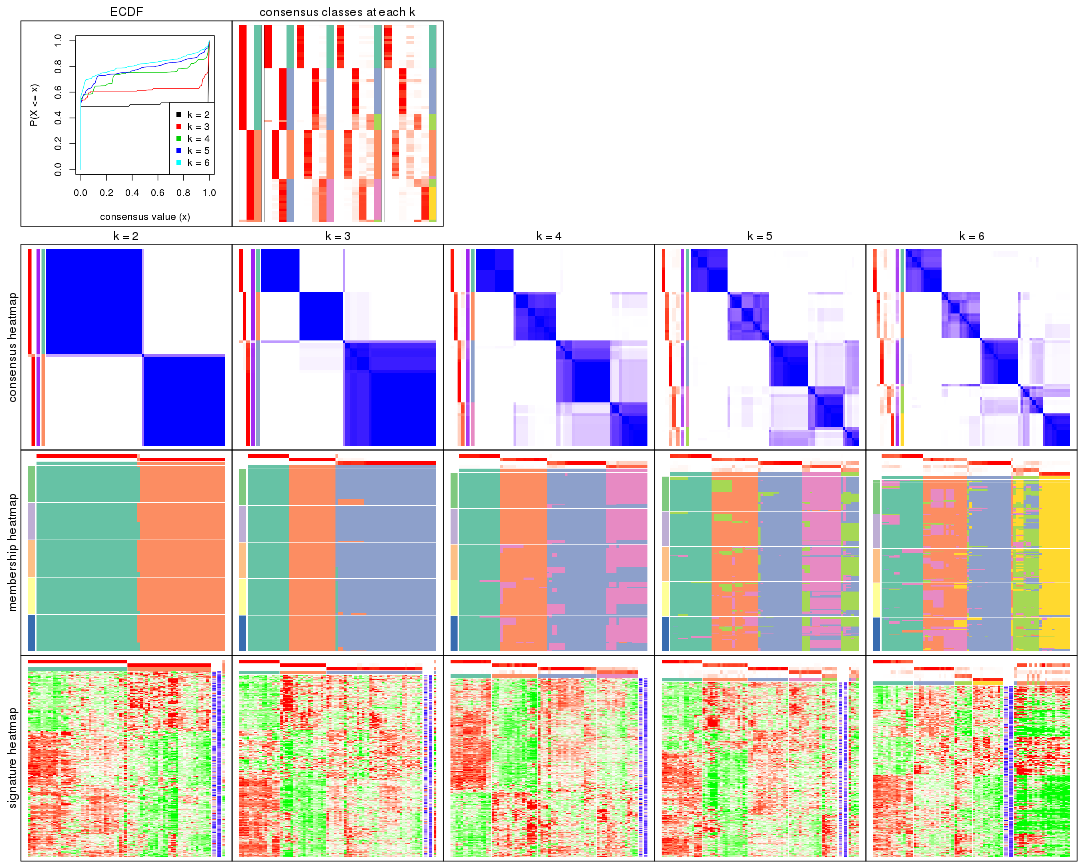 ECDF
consensus classes at each k
P(X <= x)
0.0 0.2 0.4 0.6 0.8 1.0
k = 2
k = 3
k = 4
k = 5
k = 6
0.0 0.2 0.4 0.6 0.8 1.0
consensus value (x)
k = 2
k = 3
k = 4
k = 5
k = 6
consensus heatmap
membership heatmap
signature heatmap